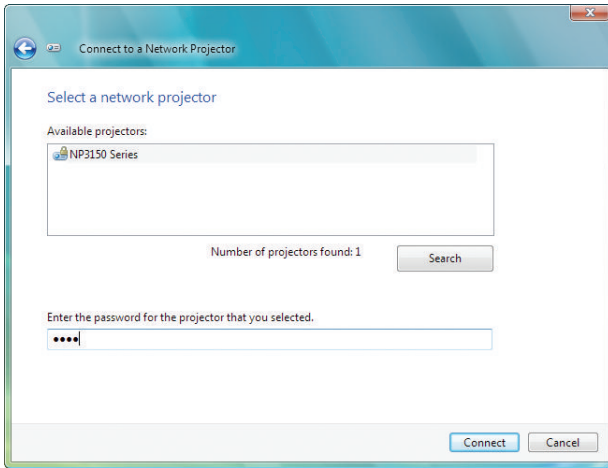 Connect to a Network Projector
Select a network projector
Available projectors:
NP3150 Series
Number of projectors found: 1
Search
Enter the password for the projector that you selected.
••••
Connect
Cancel